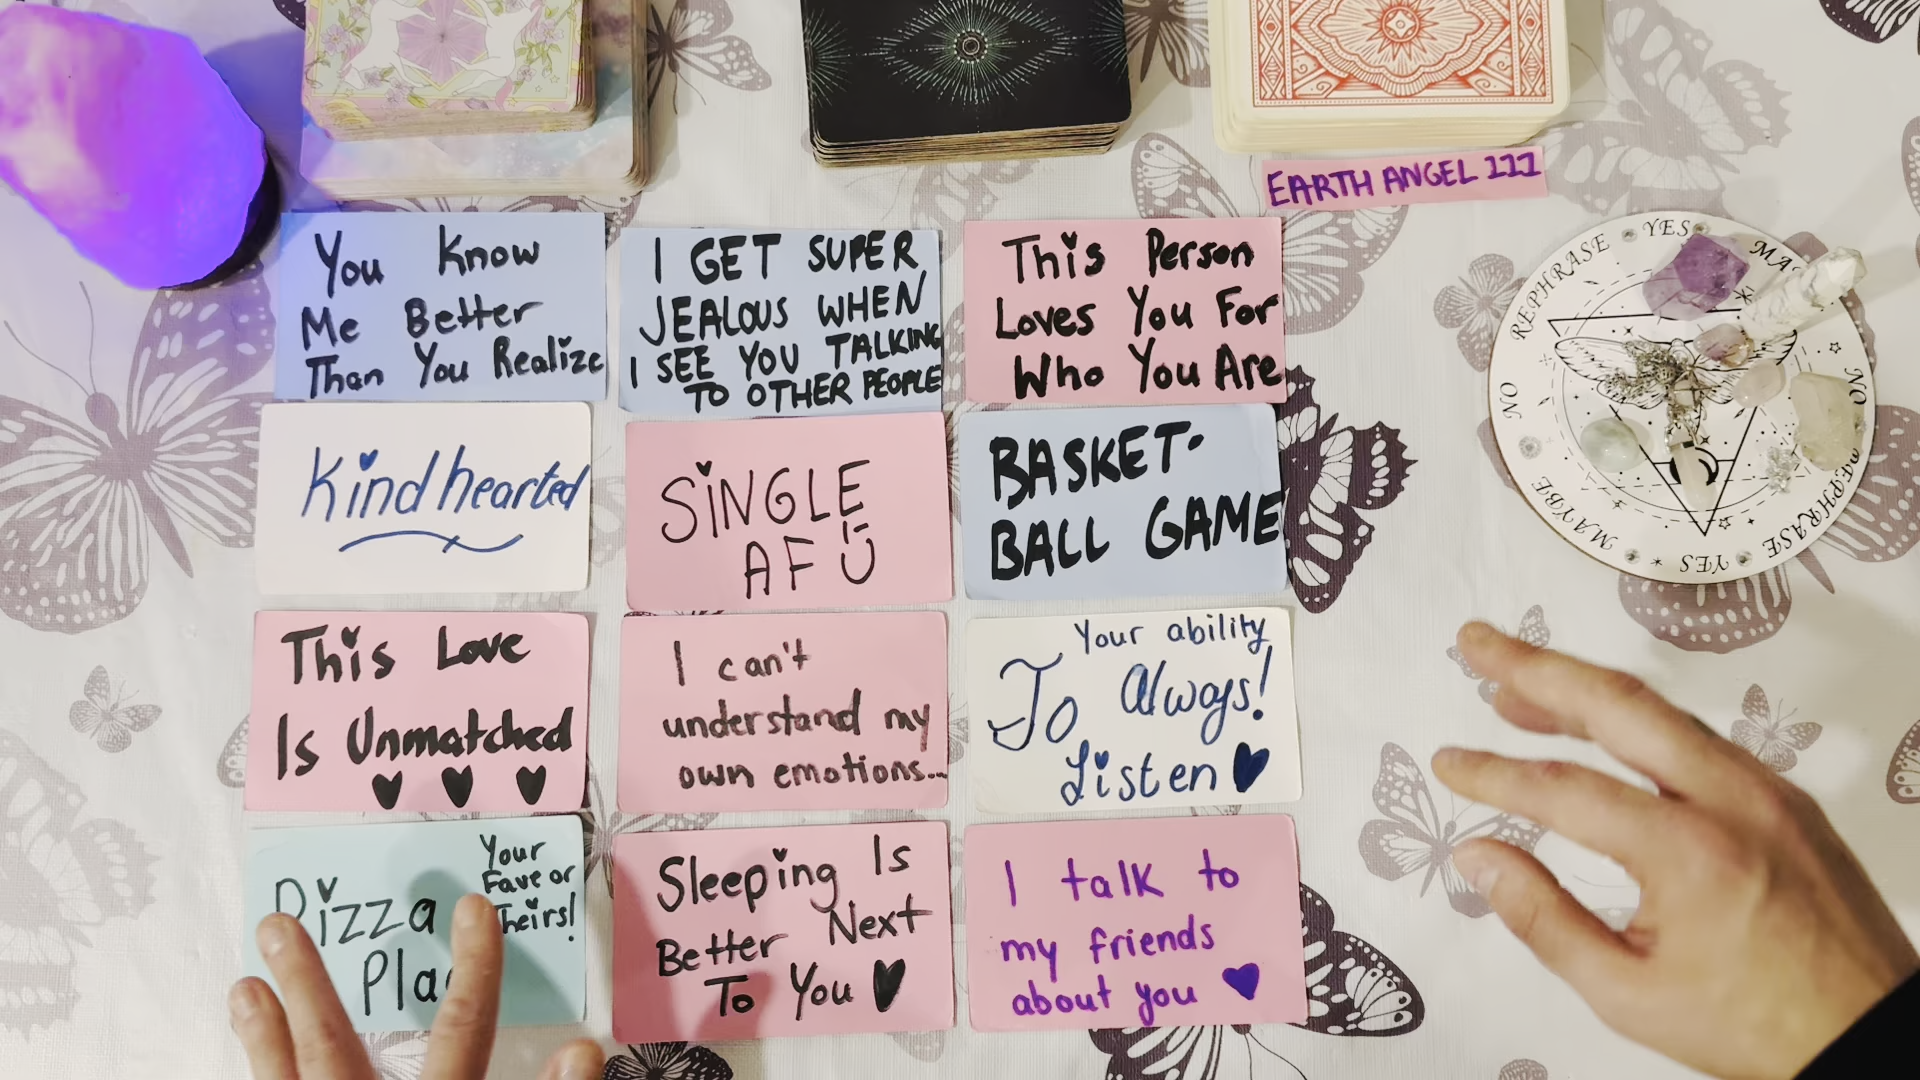 EARTH ANGEL 111
You Know
Me Better
Than You Realize
I GET SUPER
JEALOUS WHEN
I SEE YOU TALKING
TO OTHER PEOPLE
This Person
Loves You For
Who You Are
Kindhearted
SiNGLE
AF
BASKET-
BALL GAME
This Love
Is Unmatched
I can't
understand my
own emotions...
Your ability
To Always!
Listen
Pizza
Your
Fave or
Theirs!
Sleeping Is
Better Next
To You
I talk to
my friends
about you
REPHRASE
YES
NO
NO
MAYBE
YES
REPHRASE